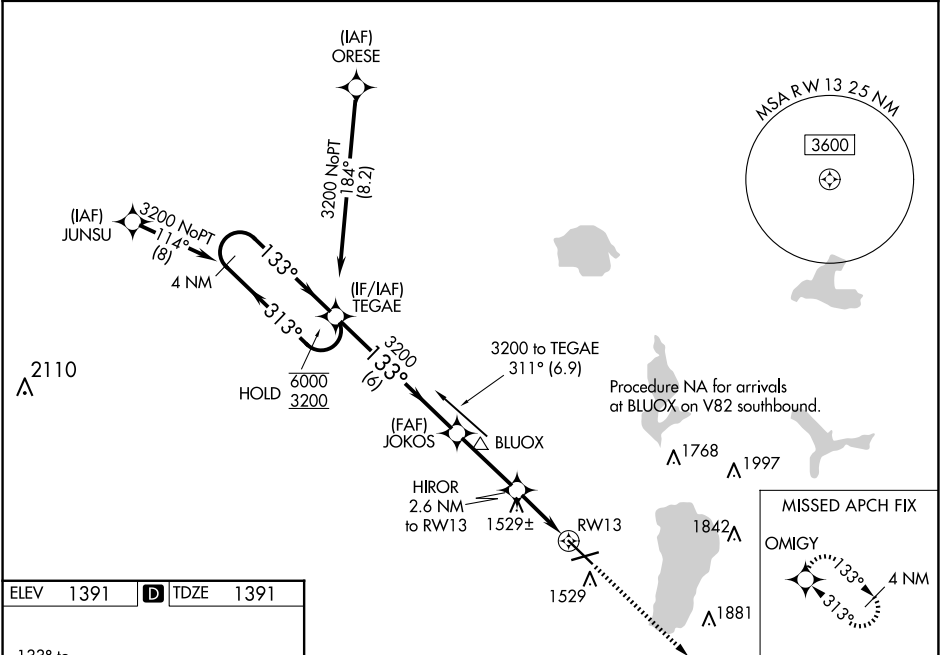 (IAF)
ORESE
MSA RW 13 25 NM
3600
3200 NoPT
184°
(8.2)
(IAF)
JUNSU
3200 NoPT
114°
(8)
4 NM
133°
313°
(IF/IAF)
TEGAE
HOLD
6000
3200
3200
133°
(6)
3200 to TEGAE
311° (6.9)
2110
Procedure NA for arrivals
at BLUOX on V82 southbound.
(FAF)
JOKOS
BLUOX
1768
1997
HIROR
2.6 NM
to RW13
1529±
RW13
1842
1529
1881
MISSED APCH FIX
OMIGY
133°
313°
4 NM
ELEV 1391 D TDZE 1391
133° to